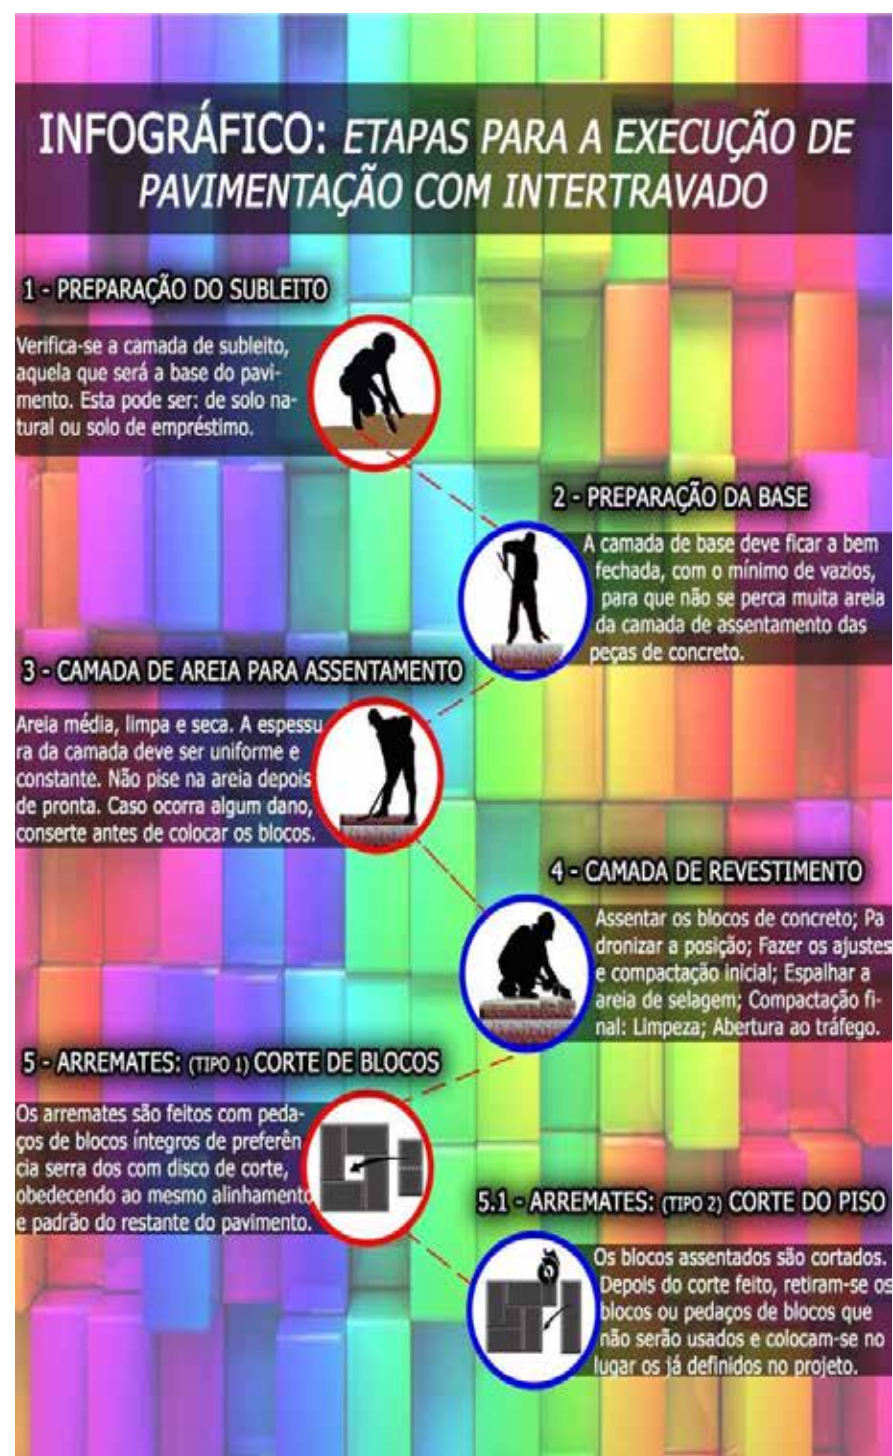 INFOGRÁFICO: ETAPAS PARA A EXECUÇÃO DE
PAVIMENTAÇÃO COM INTERTRAVADO
1 - PREPARAÇÃO DO SUBLEITO
Verifica-se a camada de subleito,
aquela que será a base do pavi-
mento. Esta pode ser: de solo na-
tural ou solo de empréstimo.
2 - PREPARAÇÃO DA BASE
A camada de base deve ficar a bem
fechada, com o mínimo de vazios,
para que não se perca muita areia
da camada de assentamento das
peças de concreto.
3 - CAMADA DE AREIA PARA ASSENTAMENTO
Areia média, limpa e seca. A espessu
ra da camada deve ser uniforme e
constante. Não pise na areia depois
de pronta. Caso ocorra algum dano,
conserte antes de colocar os blocos.
4 - CAMADA DE REVESTIMENTO
Assentar os blocos de concreto; Pa
dronizar a posição; Fazer os ajustes
e compactação inicial; Espalhar a
areia de selagem; Compactação fi-
nal: Limpeza; Abertura ao tráfego.
5 - ARREMATES: (TIPO 1) CORTE DE BLOCOS
Os arremates são feitos com peda-
ços de blocos íntegros de preferên
cia serra dos com disco de corte,
obedecendo ao mesmo alinhamento
e padrão do restante do pavimento.
5.1 - ARREMATES: (TIPO 2) CORTE DO PISO
Os blocos assentados são cortados.
Depois do corte feito, retiram-se os
blocos ou pedaços de blocos que
não serão usados e colocam-se no
lugar os já definidos no projeto.